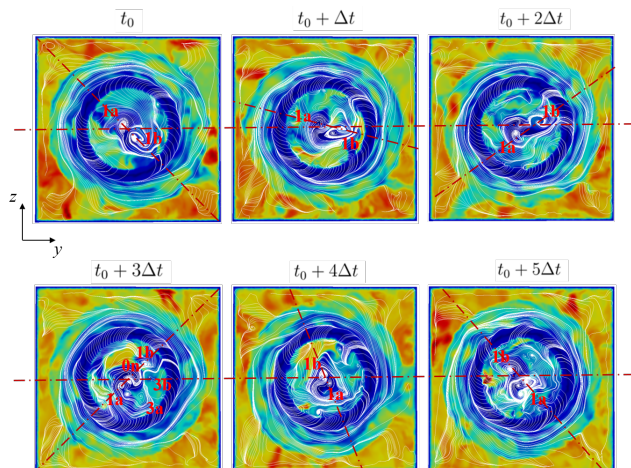 t₀
t₀ + Δt
t₀ + 2Δt
1a
1b
1a
1b
1b
1a
z
y
t₀ + 3Δt
t₀ + 4Δt
t₀ + 5Δt
0a
1b
1a
3b
3a
1b
1a
1b
1a